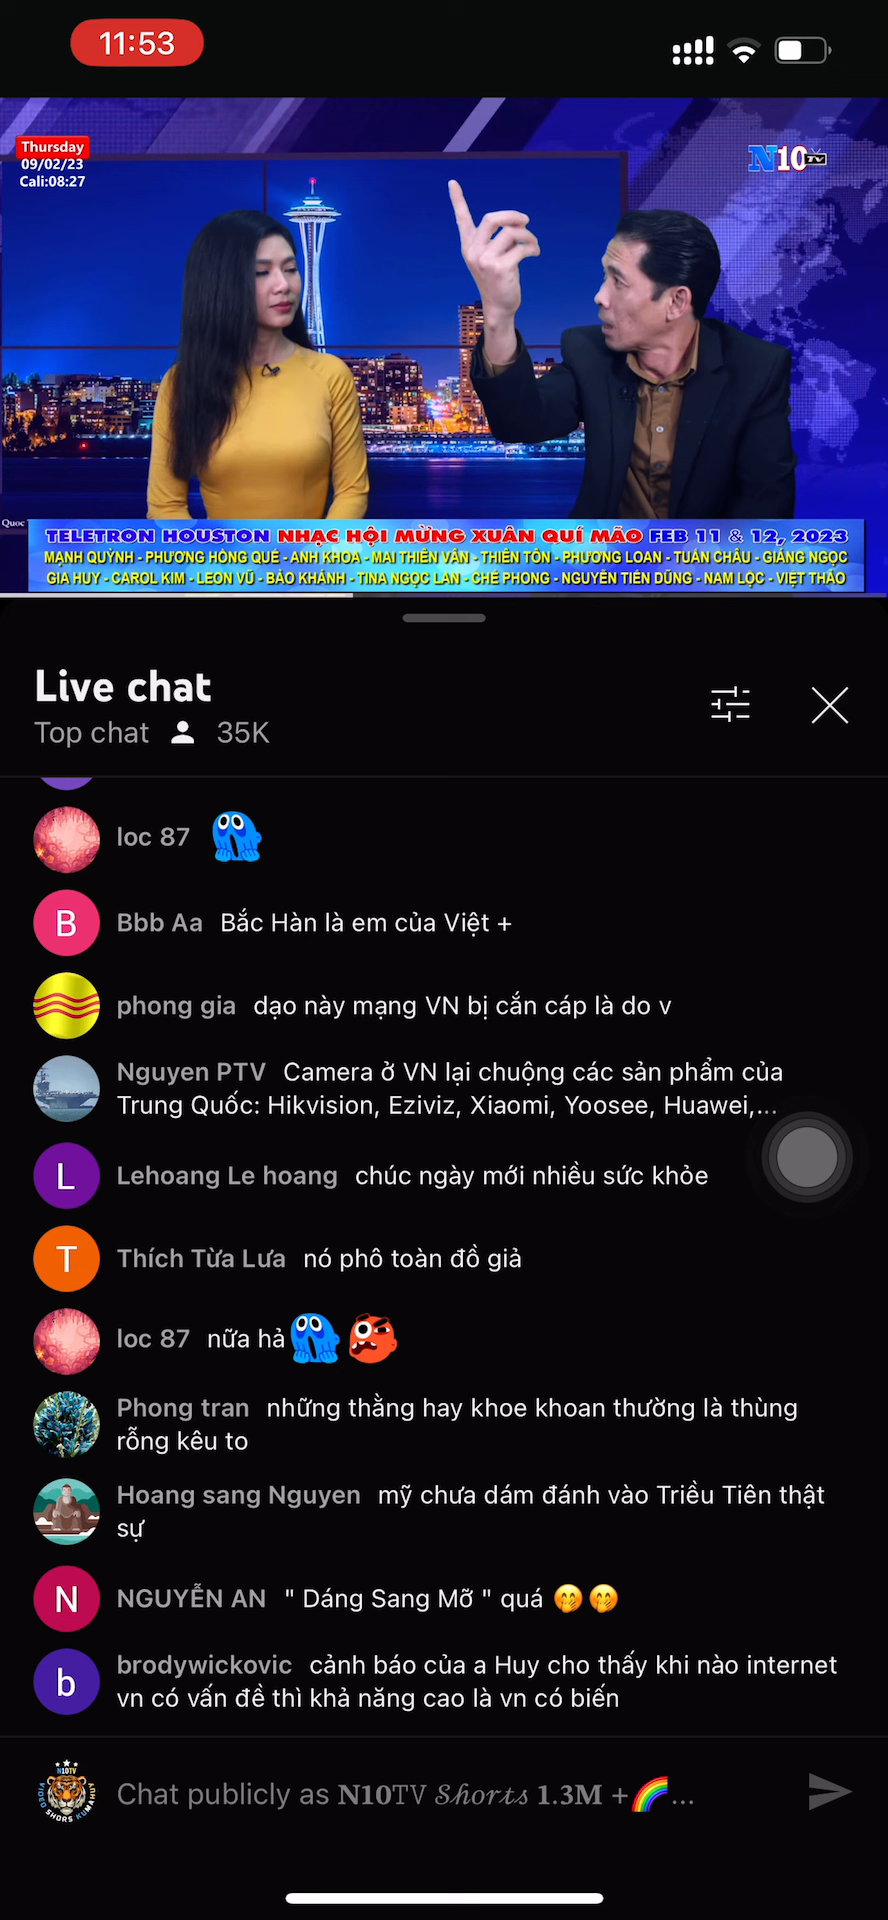 11:53
Thursday
09/02/23
Cali:08:27
N10TV
Quoc
TELETRON HOUSTON NHẠC HỘI MỪNG XUÂN QUÍ MÃO FEB 11 & 12, 2023
MẠNH QUỲNH - PHƯƠNG HỒNG QUẾ - ANH KHOA - MAI THIÊN VÂN - THIÊN TÔN - PHƯƠNG LOAN - TUẤN CHÂU - GIÁNG NGỌC
GIA HUY - CAROL KIM - LEON VŨ - BẢO KHÁNH - TINA NGỌC LAN - CHẾ PHONG - NGUYỄN TIẾN DŨNG - NAM LỘC - VIỆT THẢO
Live chat
Top chat 35K
loc 87
B Bbb Aa Bắc Hàn là em của Việt +
phong gia dạo này mạng VN bị cắn cáp là do v
Nguyen PTV Camera ở VN lại chuộng các sản phẩm của
Trung Quốc: Hikvision, Eziviz, Xiaomi, Yoosee, Huawei,...
L Lehoang Le hoang chúc ngày mới nhiều sức khỏe
T Thích Từa Lưa nó phô toàn đồ giả
loc 87 nữa hả
Phong tran những thằng hay khoe khoan thường là thùng
rỗng kêu to
Hoang sang Nguyen mỹ chưa dám đánh vào Triều Tiên thật
sự
N NGUYỄN AN " Dáng Sang Mỡ " quá 🤭🤭
b brodywickovic cảnh báo của a Huy cho thấy khi nào internet
vn có vấn đề thì khả năng cao là vn có biến
N10TV
VIDEO SHORS KUMAHUY
Chat publicly as 𝐍𝟏𝟎TV 𝓢𝓱𝓸𝓻𝓽𝓼 𝟏.𝟑𝐌 +🌈...